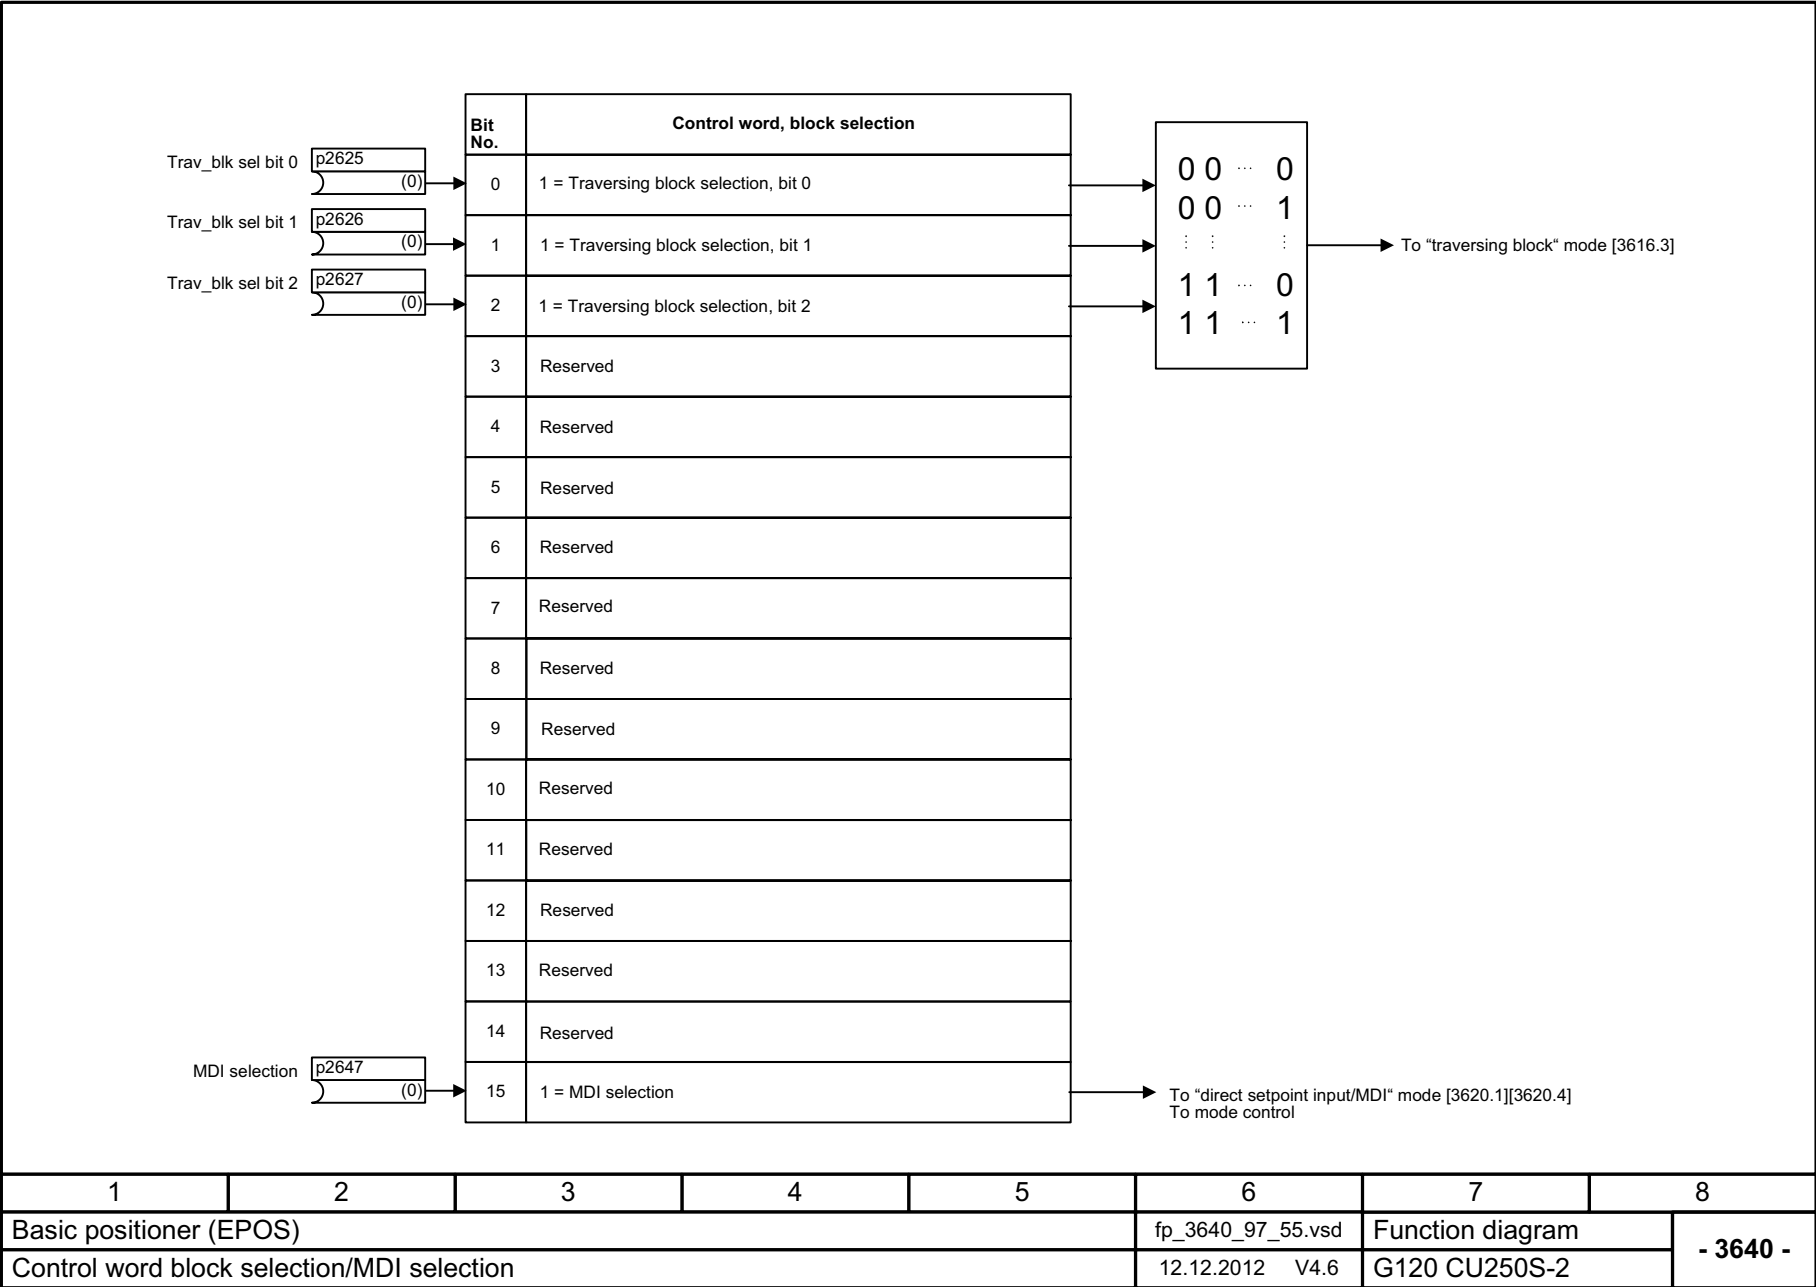 Bit No. Control word, block selection
Trav_blk sel bit 0 p2625 (0) 0 1 = Traversing block selection, bit 0
Trav_blk sel bit 1 p2626 (0) 1 1 = Traversing block selection, bit 1
Trav_blk sel bit 2 p2627 (0) 2 1 = Traversing block selection, bit 2
0 0 ... 0
0 0 ... 1
⋮ ⋮ ⋮
1 1 ... 0
1 1 ... 1
To “traversing block“ mode [3616.3]
3 Reserved
4 Reserved
5 Reserved
6 Reserved
7 Reserved
8 Reserved
9 Reserved
10 Reserved
11 Reserved
12 Reserved
13 Reserved
14 Reserved
MDI selection p2647 (0) 15 1 = MDI selection
To “direct setpoint input/MDI“ mode [3620.1][3620.4]
To mode control
1 2 3 4 5 6 7 8
Basic positioner (EPOS) fp_3640_97_55.vsd Function diagram
- 3640 -
Control word block selection/MDI selection 12.12.2012 V4.6 G120 CU250S-2